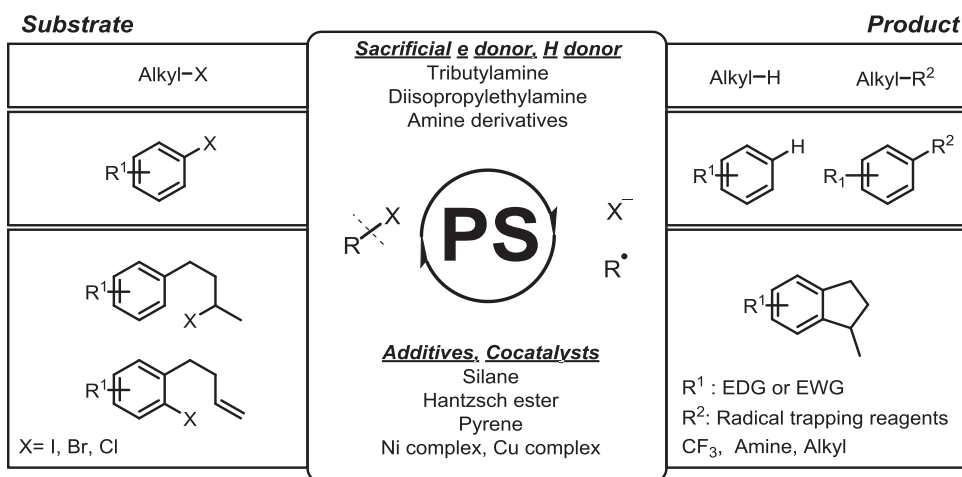 Substrate
Product
Alkyl–X
Sacrificial e donor, H donor
Tributylamine
Diisopropylethylamine
Amine derivatives
Alkyl–H
Alkyl–R²
R¹
X
R¹
H
R₁
R²
R
X
PS
X⁻
R•
R¹
X
R¹
X
R¹
X= I, Br, Cl
Additives, Cocatalysts
Silane
Hantzsch ester
Pyrene
Ni complex, Cu complex
R¹ : EDG or EWG
R²: Radical trapping reagents
CF₃, Amine, Alkyl